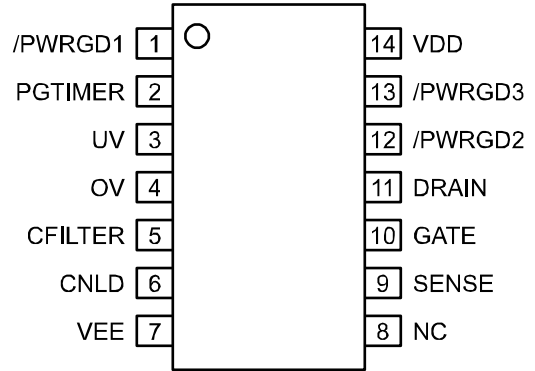 /PWRGD1 1 14 VDD
PGTIMER 2 13 /PWRGD3
UV 3 12 /PWRGD2
OV 4 11 DRAIN
CFILTER 5 10 GATE
CNLD 6 9 SENSE
VEE 7 8 NC